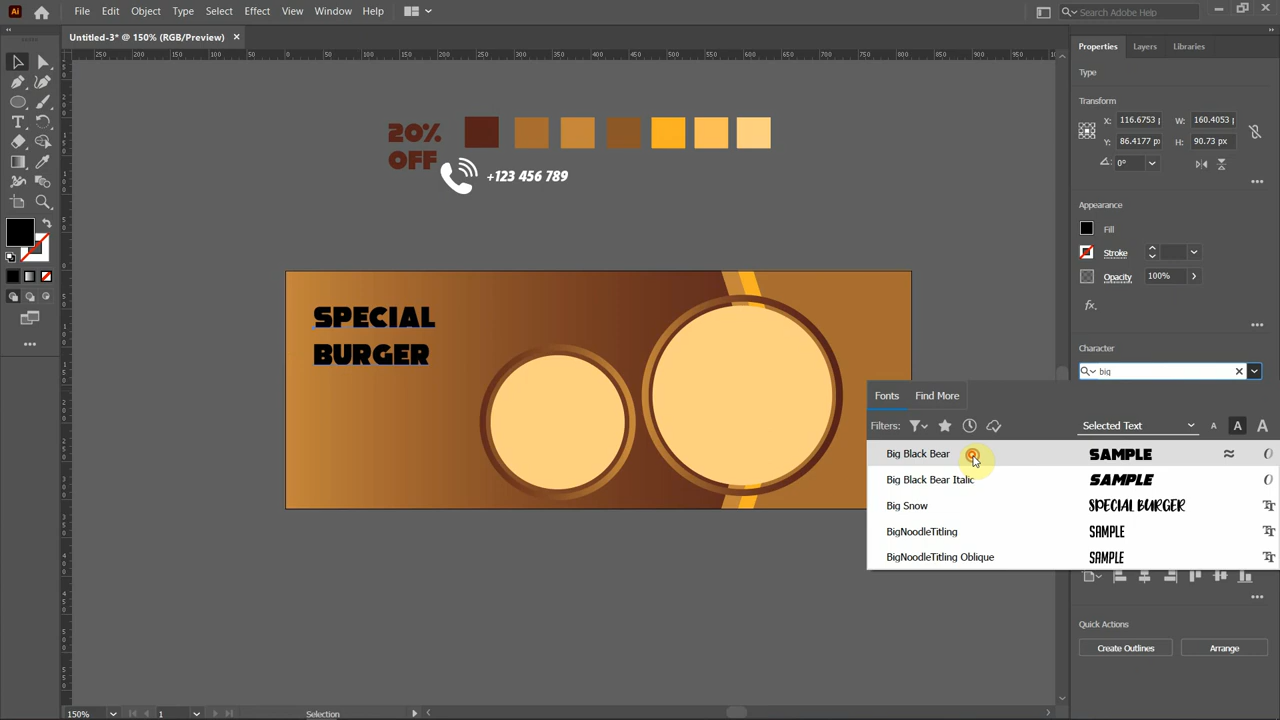 Ai
File Edit Object Type Select Effect View Window Help
Search Adobe Help
Untitled-3* @ 150% (RGB/Preview)
Properties Layers Libraries
Type
Transform
X: 116.6753 W: 160.4053
Y: 86.4177 H: 90.73
0°
Appearance
Fill
Stroke
Opacity 100%
fx.
Character
big
Fonts Find More
Filters: Selected Text
Big Black Bear SAMPLE
Big Black Bear Italic SAMPLE
Big Snow SPECIAL BURGER
BigNoodleTitling SAMPLE
BigNoodleTitling Oblique SAMPLE
Quick Actions
Create Outlines Arrange
20%
OFF
+123 456 789
SPECIAL
BURGER
150% 1 Selection